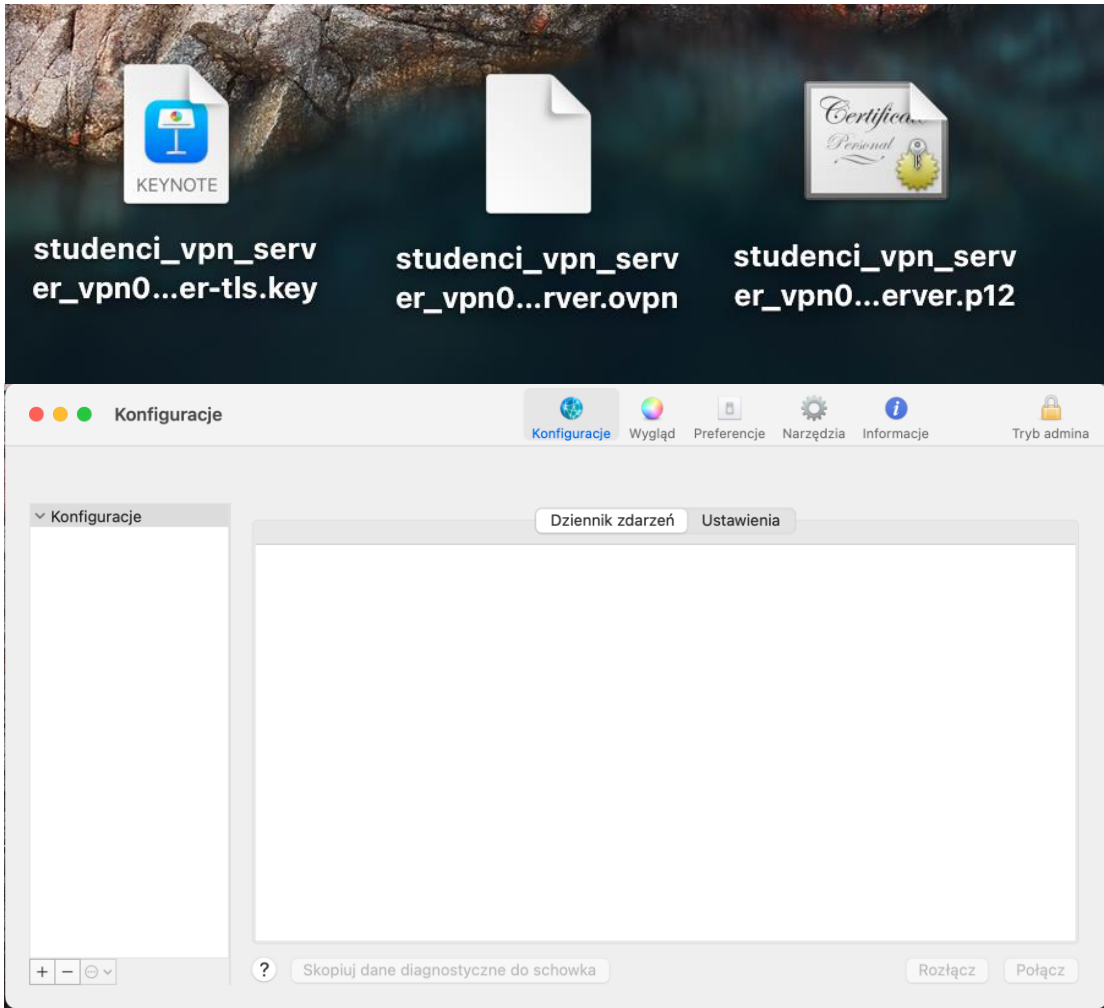 Certificate
Personal
KEYNOTE
studenci_vpn_serv
er_vpn0...er-tls.key
studenci_vpn_serv
er_vpn0...rver.ovpn
studenci_vpn_serv
er_vpn0...erver.p12
Konfiguracje
Konfiguracje
Wygląd
Preferencje
Narzędzia
Informacje
Tryb admina
Konfiguracje
Dziennik zdarzeń
Ustawienia
?
Skopiuj dane diagnostyczne do schowka
Rozłącz
Połącz